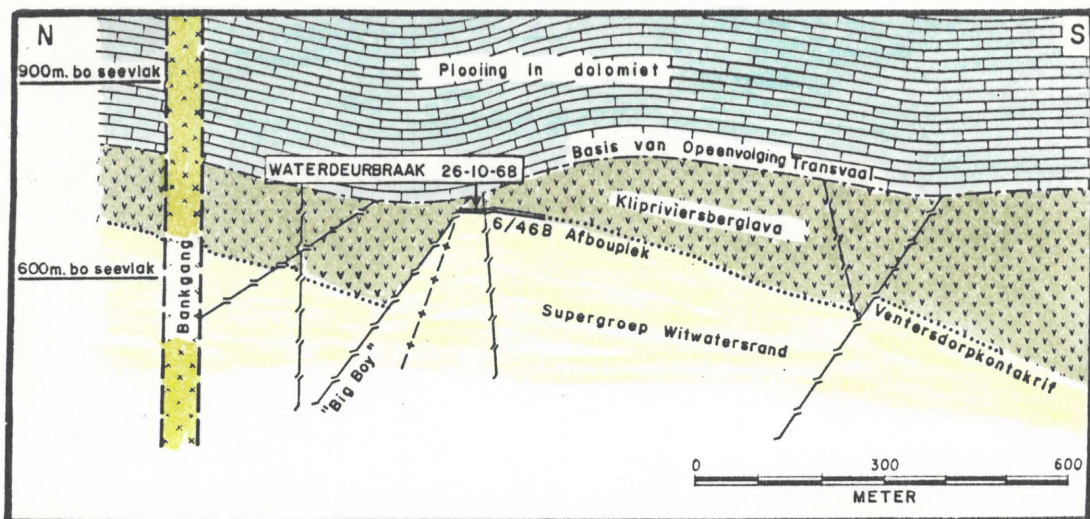 N
S
900m. bo seevlak
Plooiing in dolomiet
Basis van Opeenvolging Transvaal
WATERDEURBRAAK 26-10-68
Klipriviersberglava
6/46B Afbouplek
600m. bo seevlak
Bankgang
Supergroep Witwatersrand
Ventersdorpkontakrif
"Big Boy"
0 300 600
METER